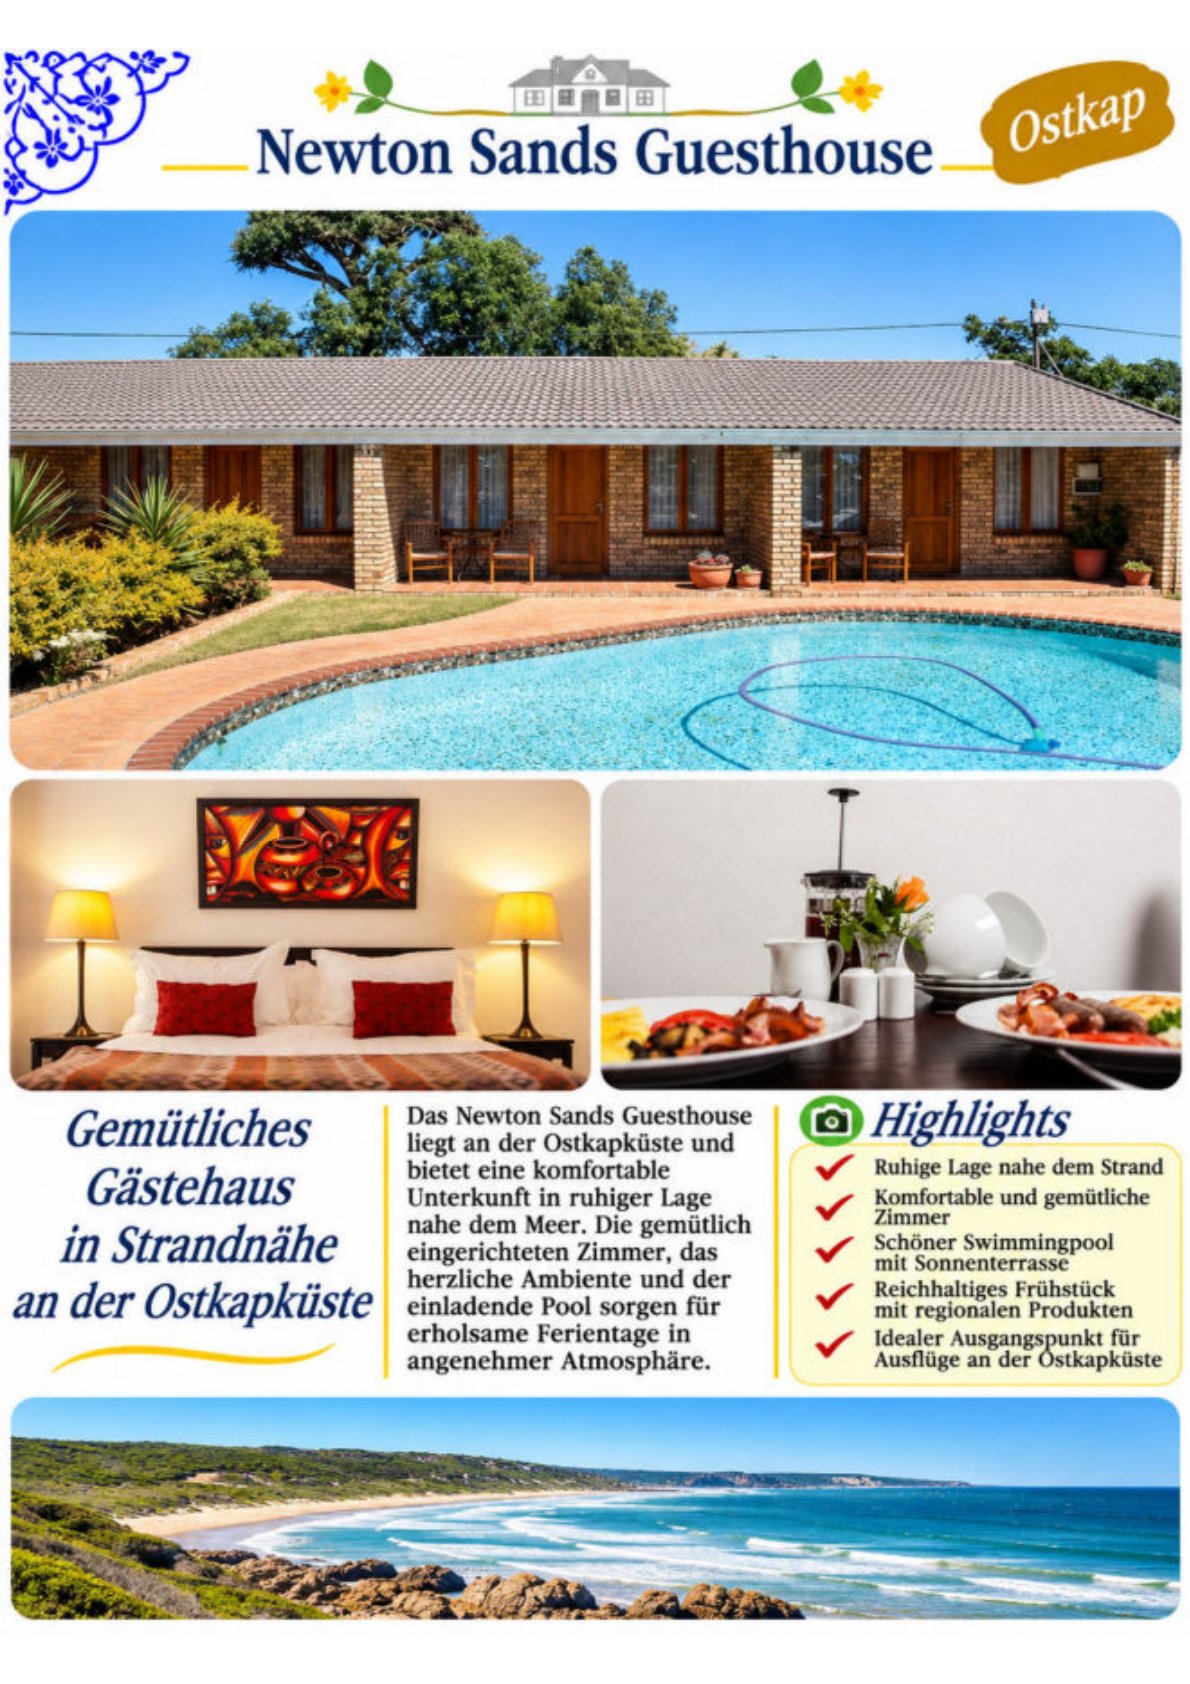 Newton Sands Guesthouse
Ostkap
Gemütliches
Gästehaus
in Strandnähe
an der Ostkapküste
Das Newton Sands Guesthouse
liegt an der Ostkapküste und
bietet eine komfortable
Unterkunft in ruhiger Lage
nahe dem Meer. Die gemütlich
eingerichteten Zimmer, das
herzliche Ambiente und der
einladende Pool sorgen für
erholsame Ferientage in
angenehmer Atmosphäre.
Highlights
Ruhige Lage nahe dem Strand
Komfortable und gemütliche
Zimmer
Schöner Swimmingpool
mit Sonnenterrasse
Reichhaltiges Frühstück
mit regionalen Produkten
Idealer Ausgangspunkt für
Ausflüge an der Ostkapküste